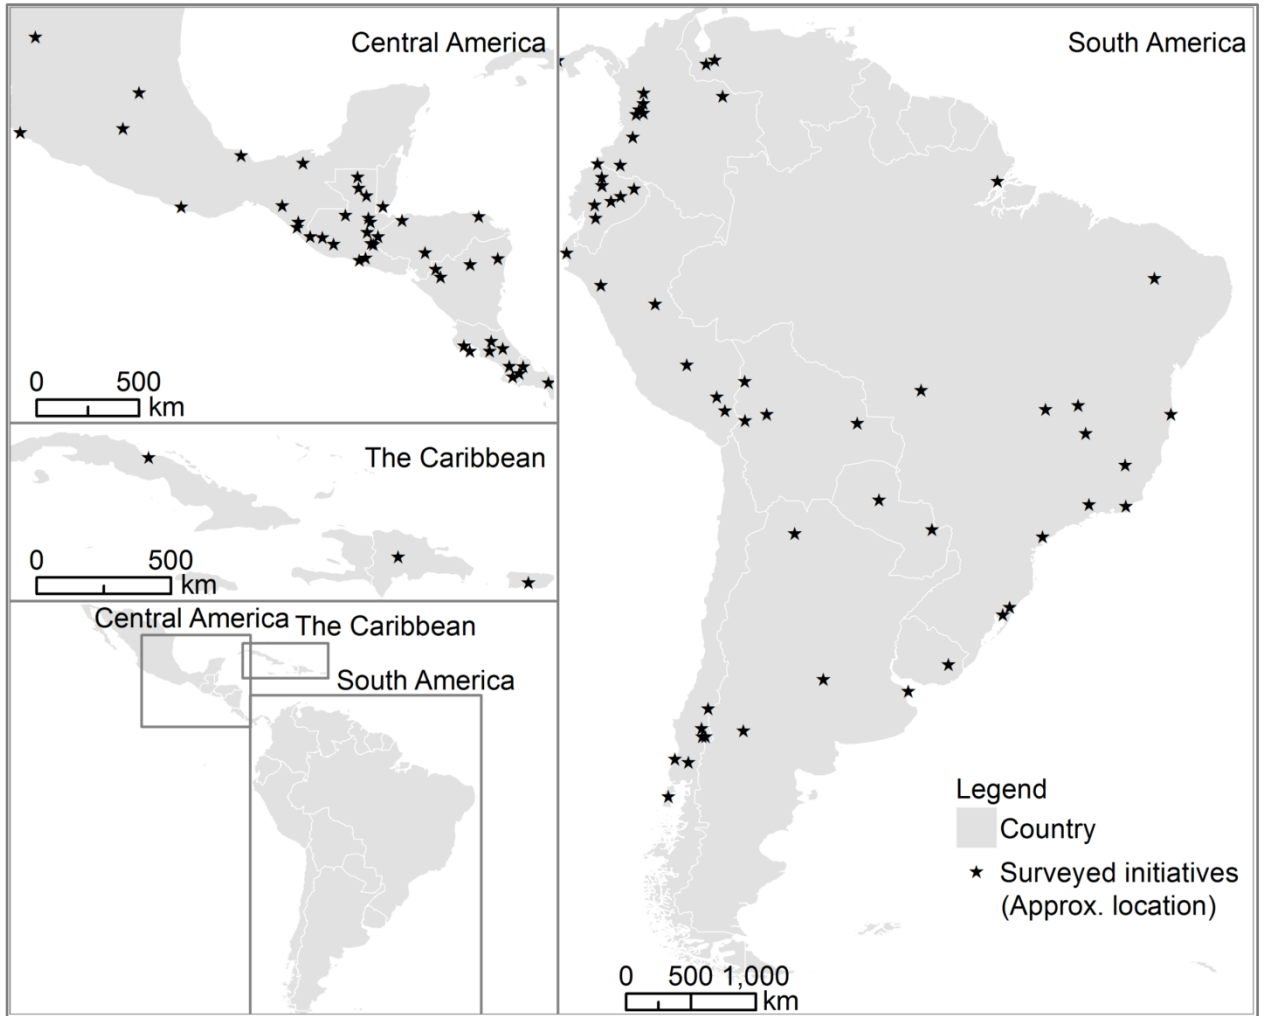 Central America
0 500
km
The Caribbean
0 500
km
Central America
The Caribbean
South America
South America
Legend
Country
Surveyed initiatives
(Approx. location)
0 500 1,000
km